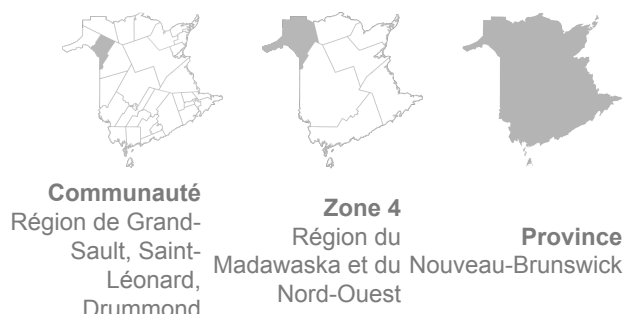 Communauté
Région de Grand-
Sault, Saint-
Léonard,
Drummond
Zone 4
Région du
Madawaska et du
Nord-Ouest
Province
Nouveau-Brunswick